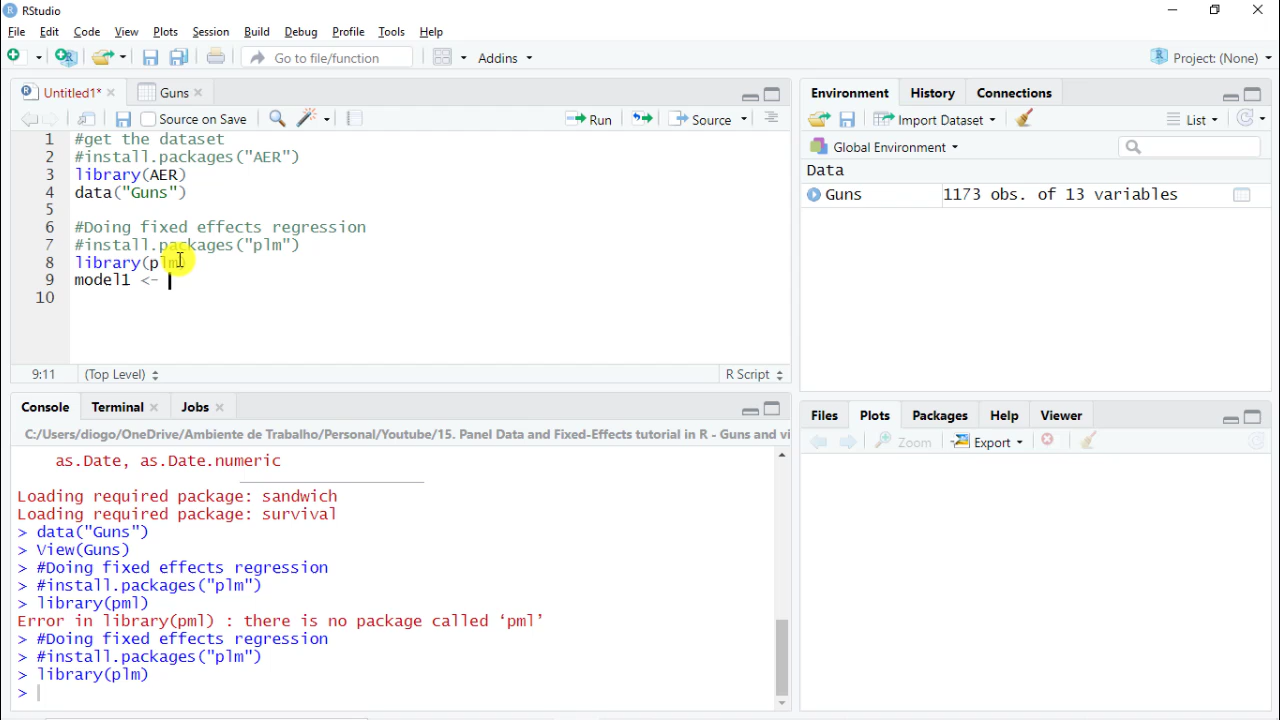 RStudio
File Edit Code View Plots Session Build Debug Profile Tools Help
Go to file/function Addins Project: (None)
Untitled1* Guns
Source on Save Run Source
1 #get the dataset
2 #install.packages("AER")
3 library(AER)
4 data("Guns")
5
6 #Doing fixed effects regression
7 #install.packages("plm")
8 library(plm)
9 model1 <-
10
9:11 (Top Level) R Script
Console Terminal Jobs
C:/Users/diogo/OneDrive/Ambiente de Trabalho/Personal/Youtube/15. Panel Data and Fixed-Effects tutorial in R - Guns and vi
as.Date, as.Date.numeric
Loading required package: sandwich
Loading required package: survival
> data("Guns")
> View(Guns)
> #Doing fixed effects regression
> #install.packages("plm")
> library(pml)
Error in library(pml) : there is no package called ‘pml’
> #Doing fixed effects regression
> #install.packages("plm")
> library(plm)
>
Environment History Connections
Import Dataset List
Global Environment
Data
Guns 1173 obs. of 13 variables
Files Plots Packages Help Viewer
Zoom Export